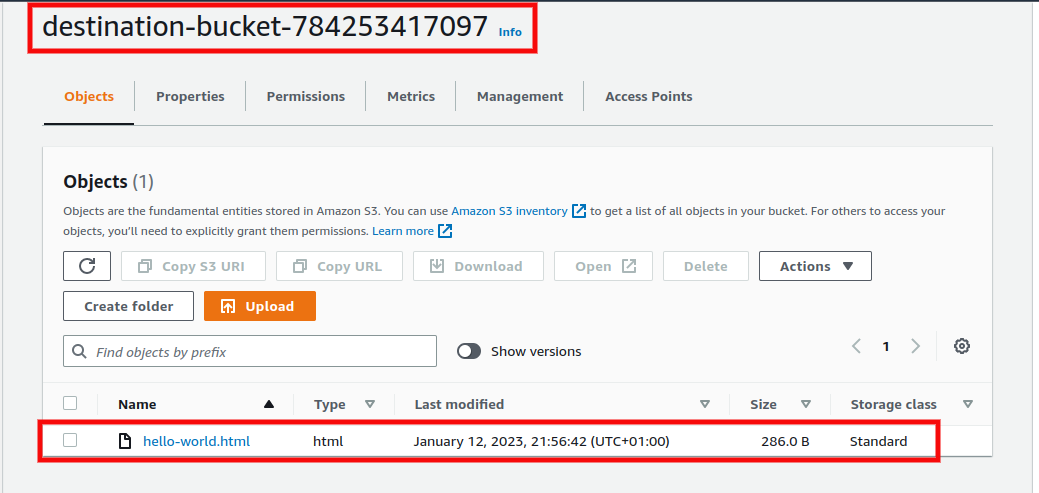 destination-bucket-784253417097 Info
Objects Properties Permissions Metrics Management Access Points
Objects (1)
Objects are the fundamental entities stored in Amazon S3. You can use Amazon S3 inventory to get a list of all objects in your bucket. For others to access your
objects, you'll need to explicitly grant them permissions. Learn more
Copy S3 URI Copy URL Download Open Delete Actions
Create folder Upload
Find objects by prefix Show versions 1
Name Type Last modified Size Storage class
hello-world.html html January 12, 2023, 21:56:42 (UTC+01:00) 286.0 B Standard